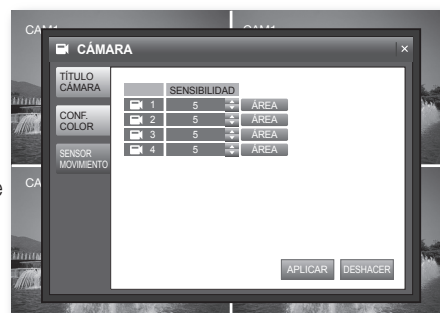 CAM1
CÁMARA
×
TÍTULO
CÁMARA
CONF.
COLOR
SENSOR
MOVIMIENTO
SENSIBILIDAD
1 5 ÁREA
2 5 ÁREA
3 5 ÁREA
4 5 ÁREA
APLICAR DESHACER
e